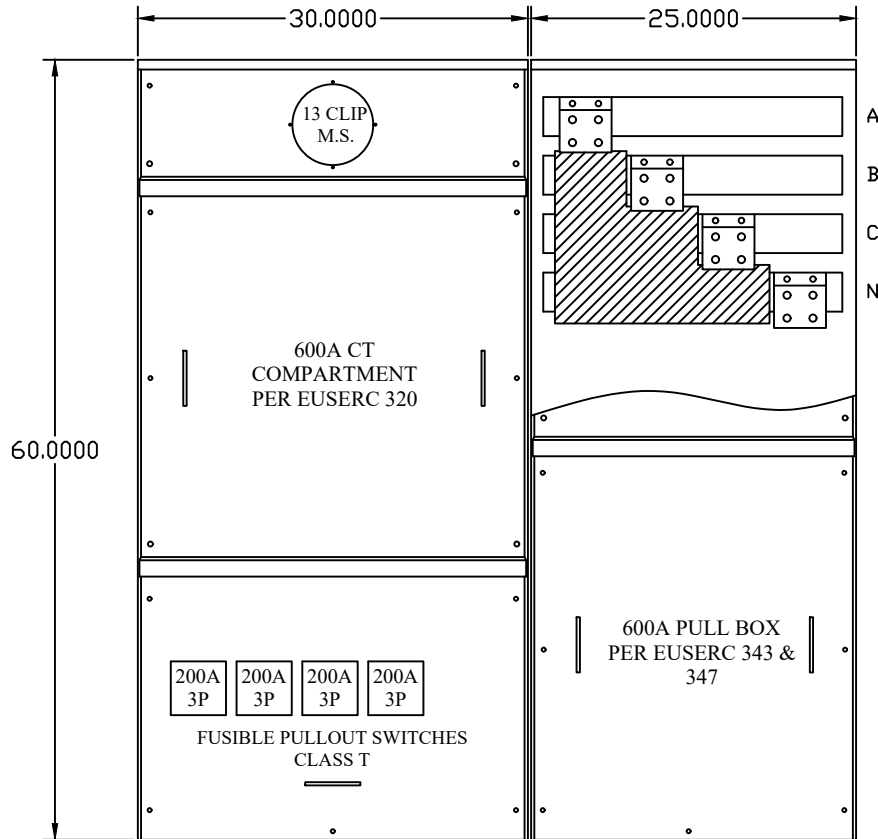 30.0000
25.0000
13 CLIP
M.S.
A
B
C
N
600A CT
COMPARTMENT
PER EUSERC 320
60.0000
600A PULL BOX
PER EUSERC 343 &
347
200A
3P
200A
3P
200A
3P
200A
3P
FUSIBLE PULLOUT SWITCHES
CLASS T